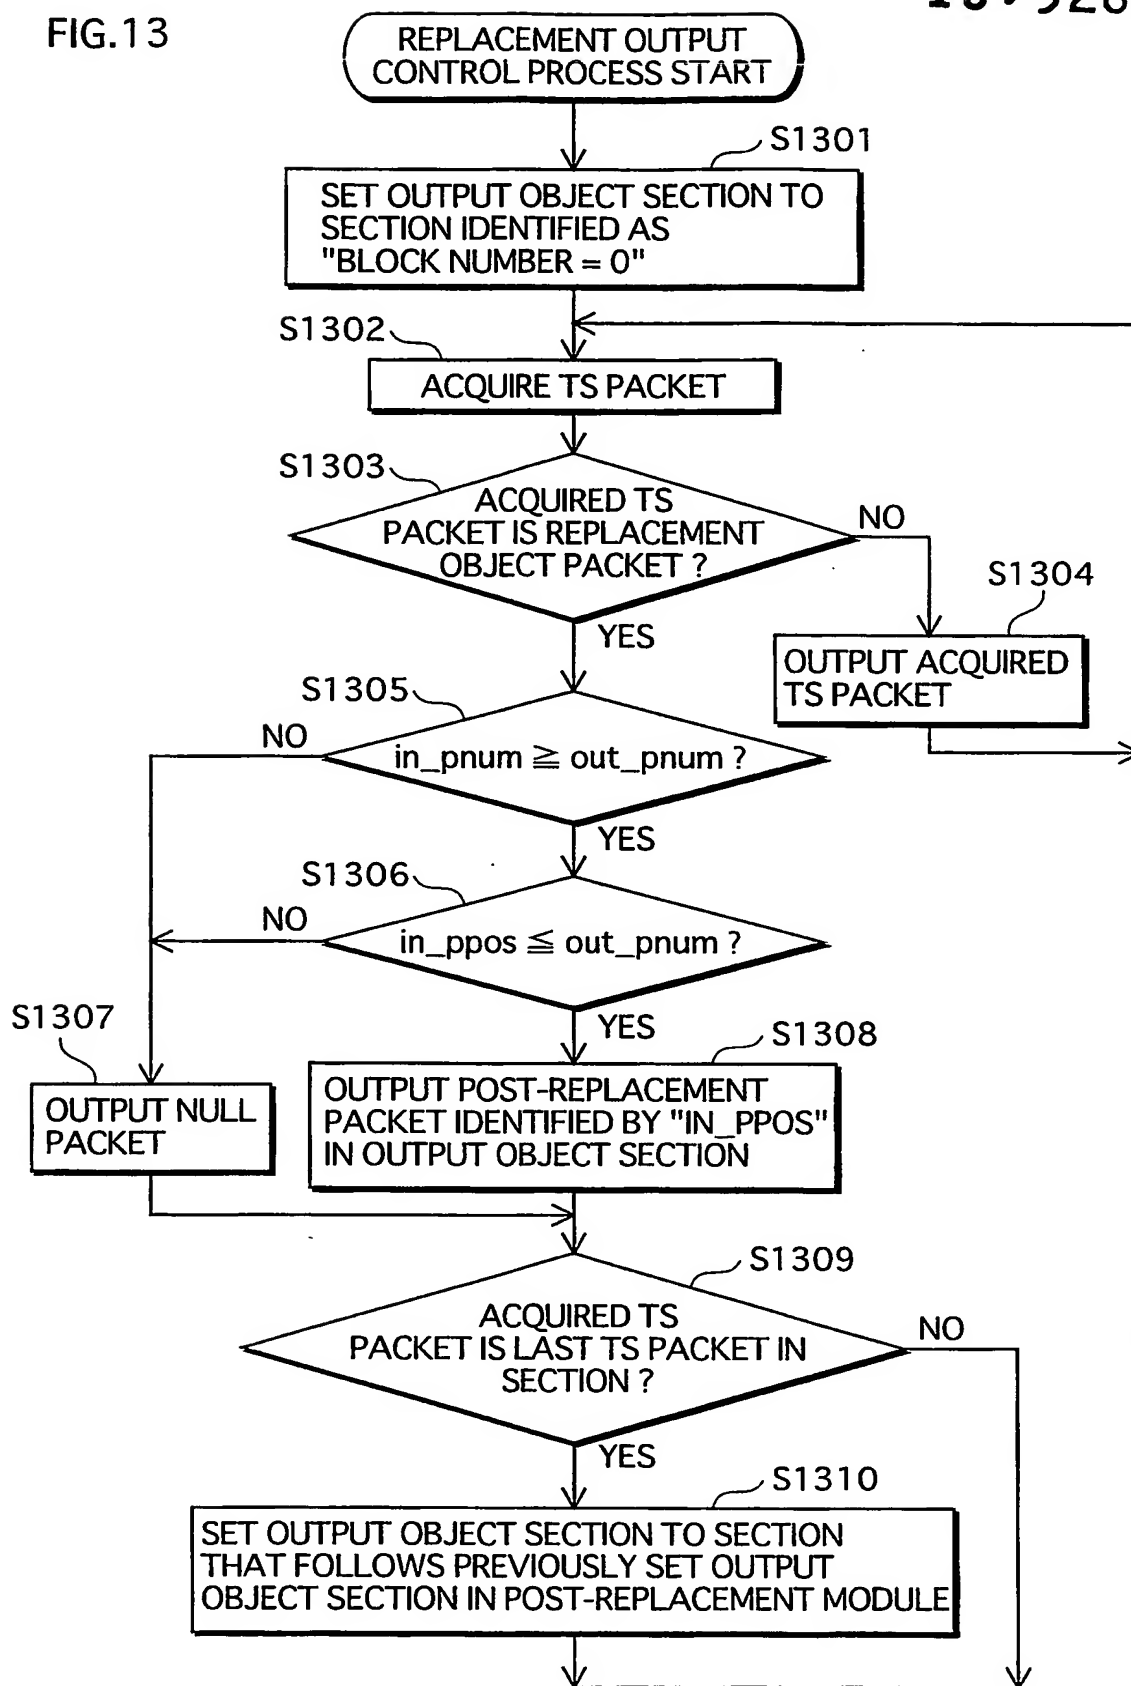 FIG.13
REPLACEMENT OUTPUT
CONTROL PROCESS START
S1301
SET OUTPUT OBJECT SECTION TO
SECTION IDENTIFIED AS
"BLOCK NUMBER = 0"
S1302
ACQUIRE TS PACKET
S1303
ACQUIRED TS
PACKET IS REPLACEMENT
OBJECT PACKET ?
NO
S1304
YES
OUTPUT ACQUIRED
TS PACKET
S1305
NO
in_pnum ≧ out_pnum ?
YES
S1306
NO
in_ppos ≦ out_pnum ?
S1307
YES
S1308
OUTPUT NULL
PACKET
OUTPUT POST-REPLACEMENT
PACKET IDENTIFIED BY "IN_PPOS"
IN OUTPUT OBJECT SECTION
S1309
ACQUIRED TS
PACKET IS LAST TS PACKET IN
SECTION ?
NO
YES
S1310
SET OUTPUT OBJECT SECTION TO SECTION
THAT FOLLOWS PREVIOUSLY SET OUTPUT
OBJECT SECTION IN POST-REPLACEMENT MODULE